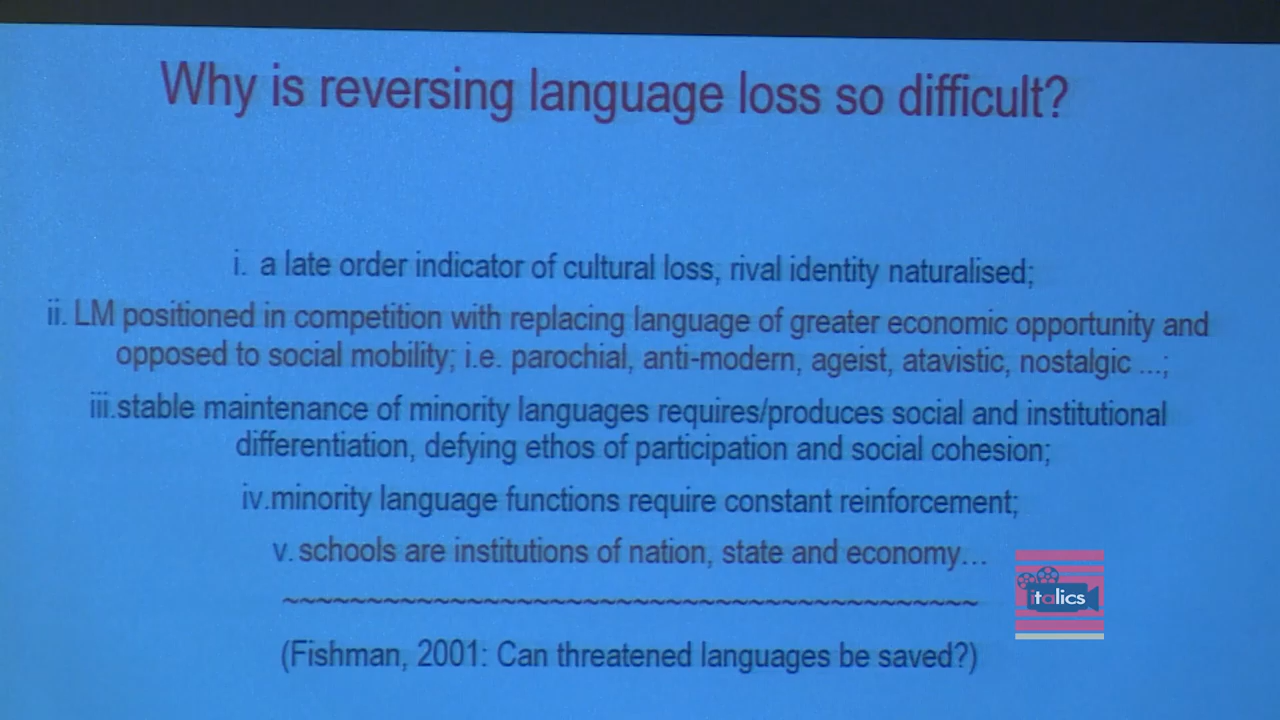 Why is reversing language loss so difficult?
i. a late order indicator of cultural loss, rival identity naturalised;
ii. LM positioned in competition with replacing language of greater economic opportunity and
opposed to social mobility; i.e. parochial, anti-modern, ageist, atavistic, nostalgic ...;
iii.stable maintenance of minority languages requires/produces social and institutional
differentiation, defying ethos of participation and social cohesion;
iv.minority language functions require constant reinforcement;
v. schools are institutions of nation, state and economy...
~~~~~~~~~~~~~~~~~~~~~~~~~~~~~~~~~~~~~~~~
(Fishman, 2001: Can threatened languages be saved?)
italics